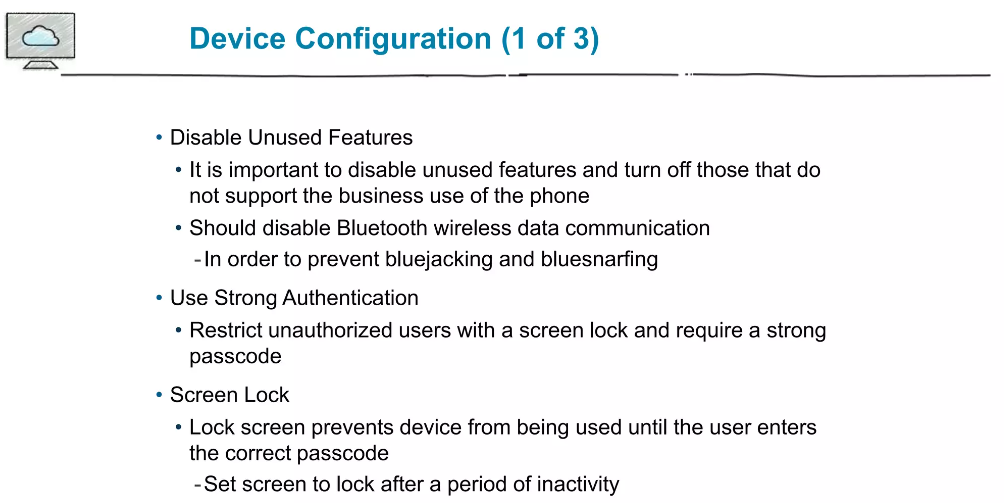 Device Configuration (1 of 3)
• Disable Unused Features
• It is important to disable unused features and turn off those that do
not support the business use of the phone
• Should disable Bluetooth wireless data communication
-In order to prevent bluejacking and bluesnarfing
• Use Strong Authentication
• Restrict unauthorized users with a screen lock and require a strong
passcode
• Screen Lock
• Lock screen prevents device from being used until the user enters
the correct passcode
-Set screen to lock after a period of inactivity